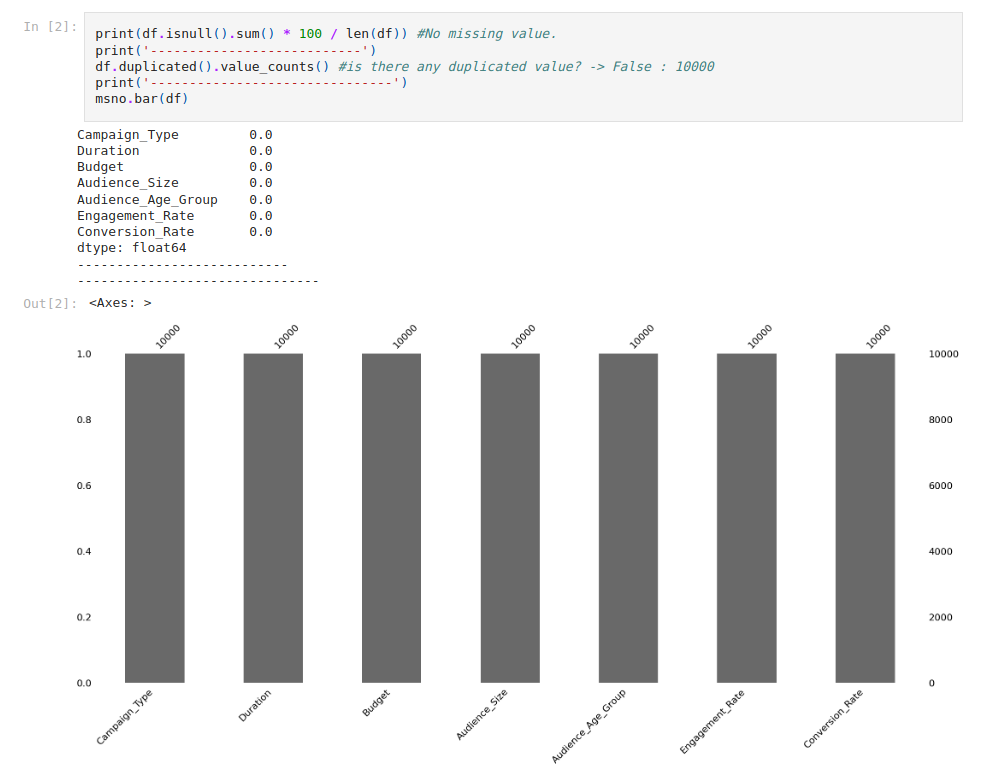 In [2]:
print(df.isnull().sum() * 100 / len(df)) #No missing value.
print('---------------------------')
df.duplicated().value_counts() #is there any duplicated value? -> False : 10000
print('-------------------------------')
msno.bar(df)
Campaign_Type         0.0
Duration              0.0
Budget                0.0
Audience_Size         0.0
Audience_Age_Group    0.0
Engagement_Rate       0.0
Conversion_Rate       0.0
dtype: float64
---------------------------
-------------------------------
Out[2]: <Axes: >
10000 10000 10000 10000 10000 10000 10000
1.0 10000
0.8 8000
0.6 6000
0.4 4000
0.2 2000
0.0 0
Campaign_Type Duration Budget Audience_Size Audience_Age_Group Engagement_Rate Conversion_Rate